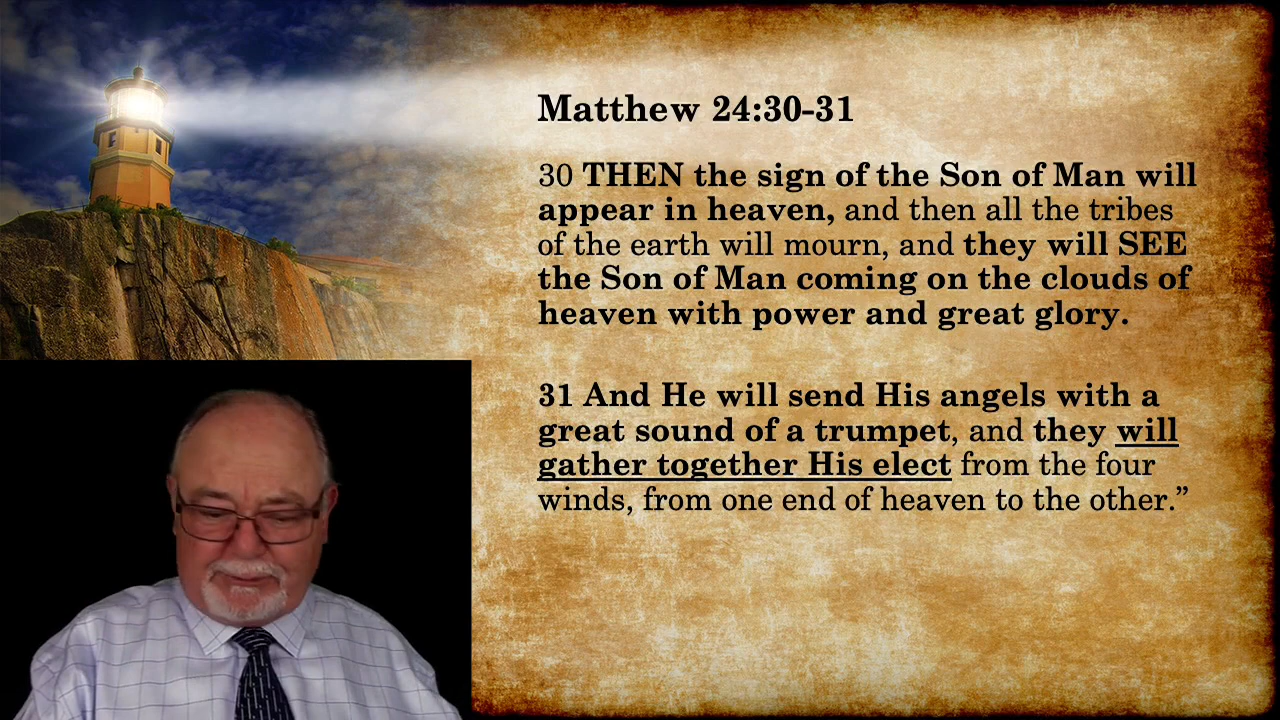 Matthew 24:30-31
30 THEN the sign of the Son of Man will
appear in heaven, and then all the tribes
of the earth will mourn, and they will SEE
the Son of Man coming on the clouds of
heaven with power and great glory.
31 And He will send His angels with a
great sound of a trumpet, and they will
gather together His elect from the four
winds, from one end of heaven to the other.”